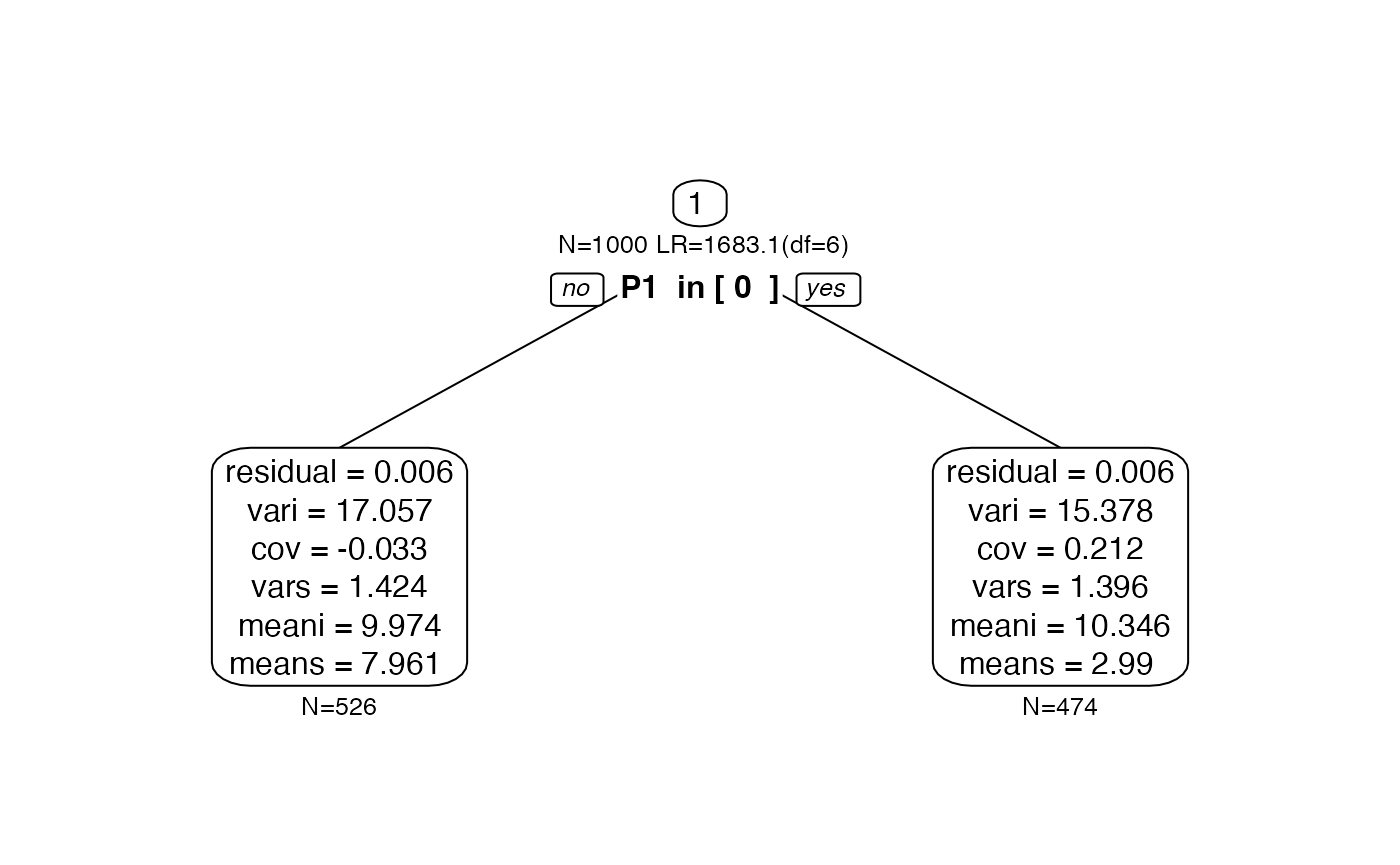 1
N=1000 LR=1683.1(df=6)
no P1 in [ 0 ] yes
residual = 0.006
vari = 17.057
cov = -0.033
vars = 1.424
meani = 9.974
means = 7.961
N=526
residual = 0.006
vari = 15.378
cov = 0.212
vars = 1.396
meani = 10.346
means = 2.99
N=474